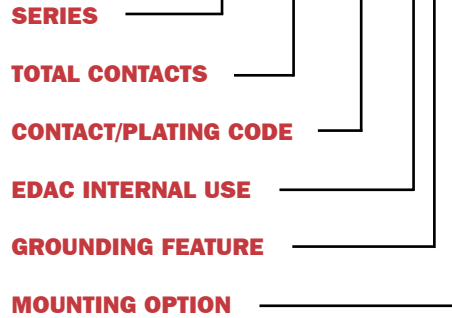 SERIES
TOTAL CONTACTS
CONTACT/PLATING CODE
EDAC INTERNAL USE
GROUNDING FEATURE
MOUNTING OPTION